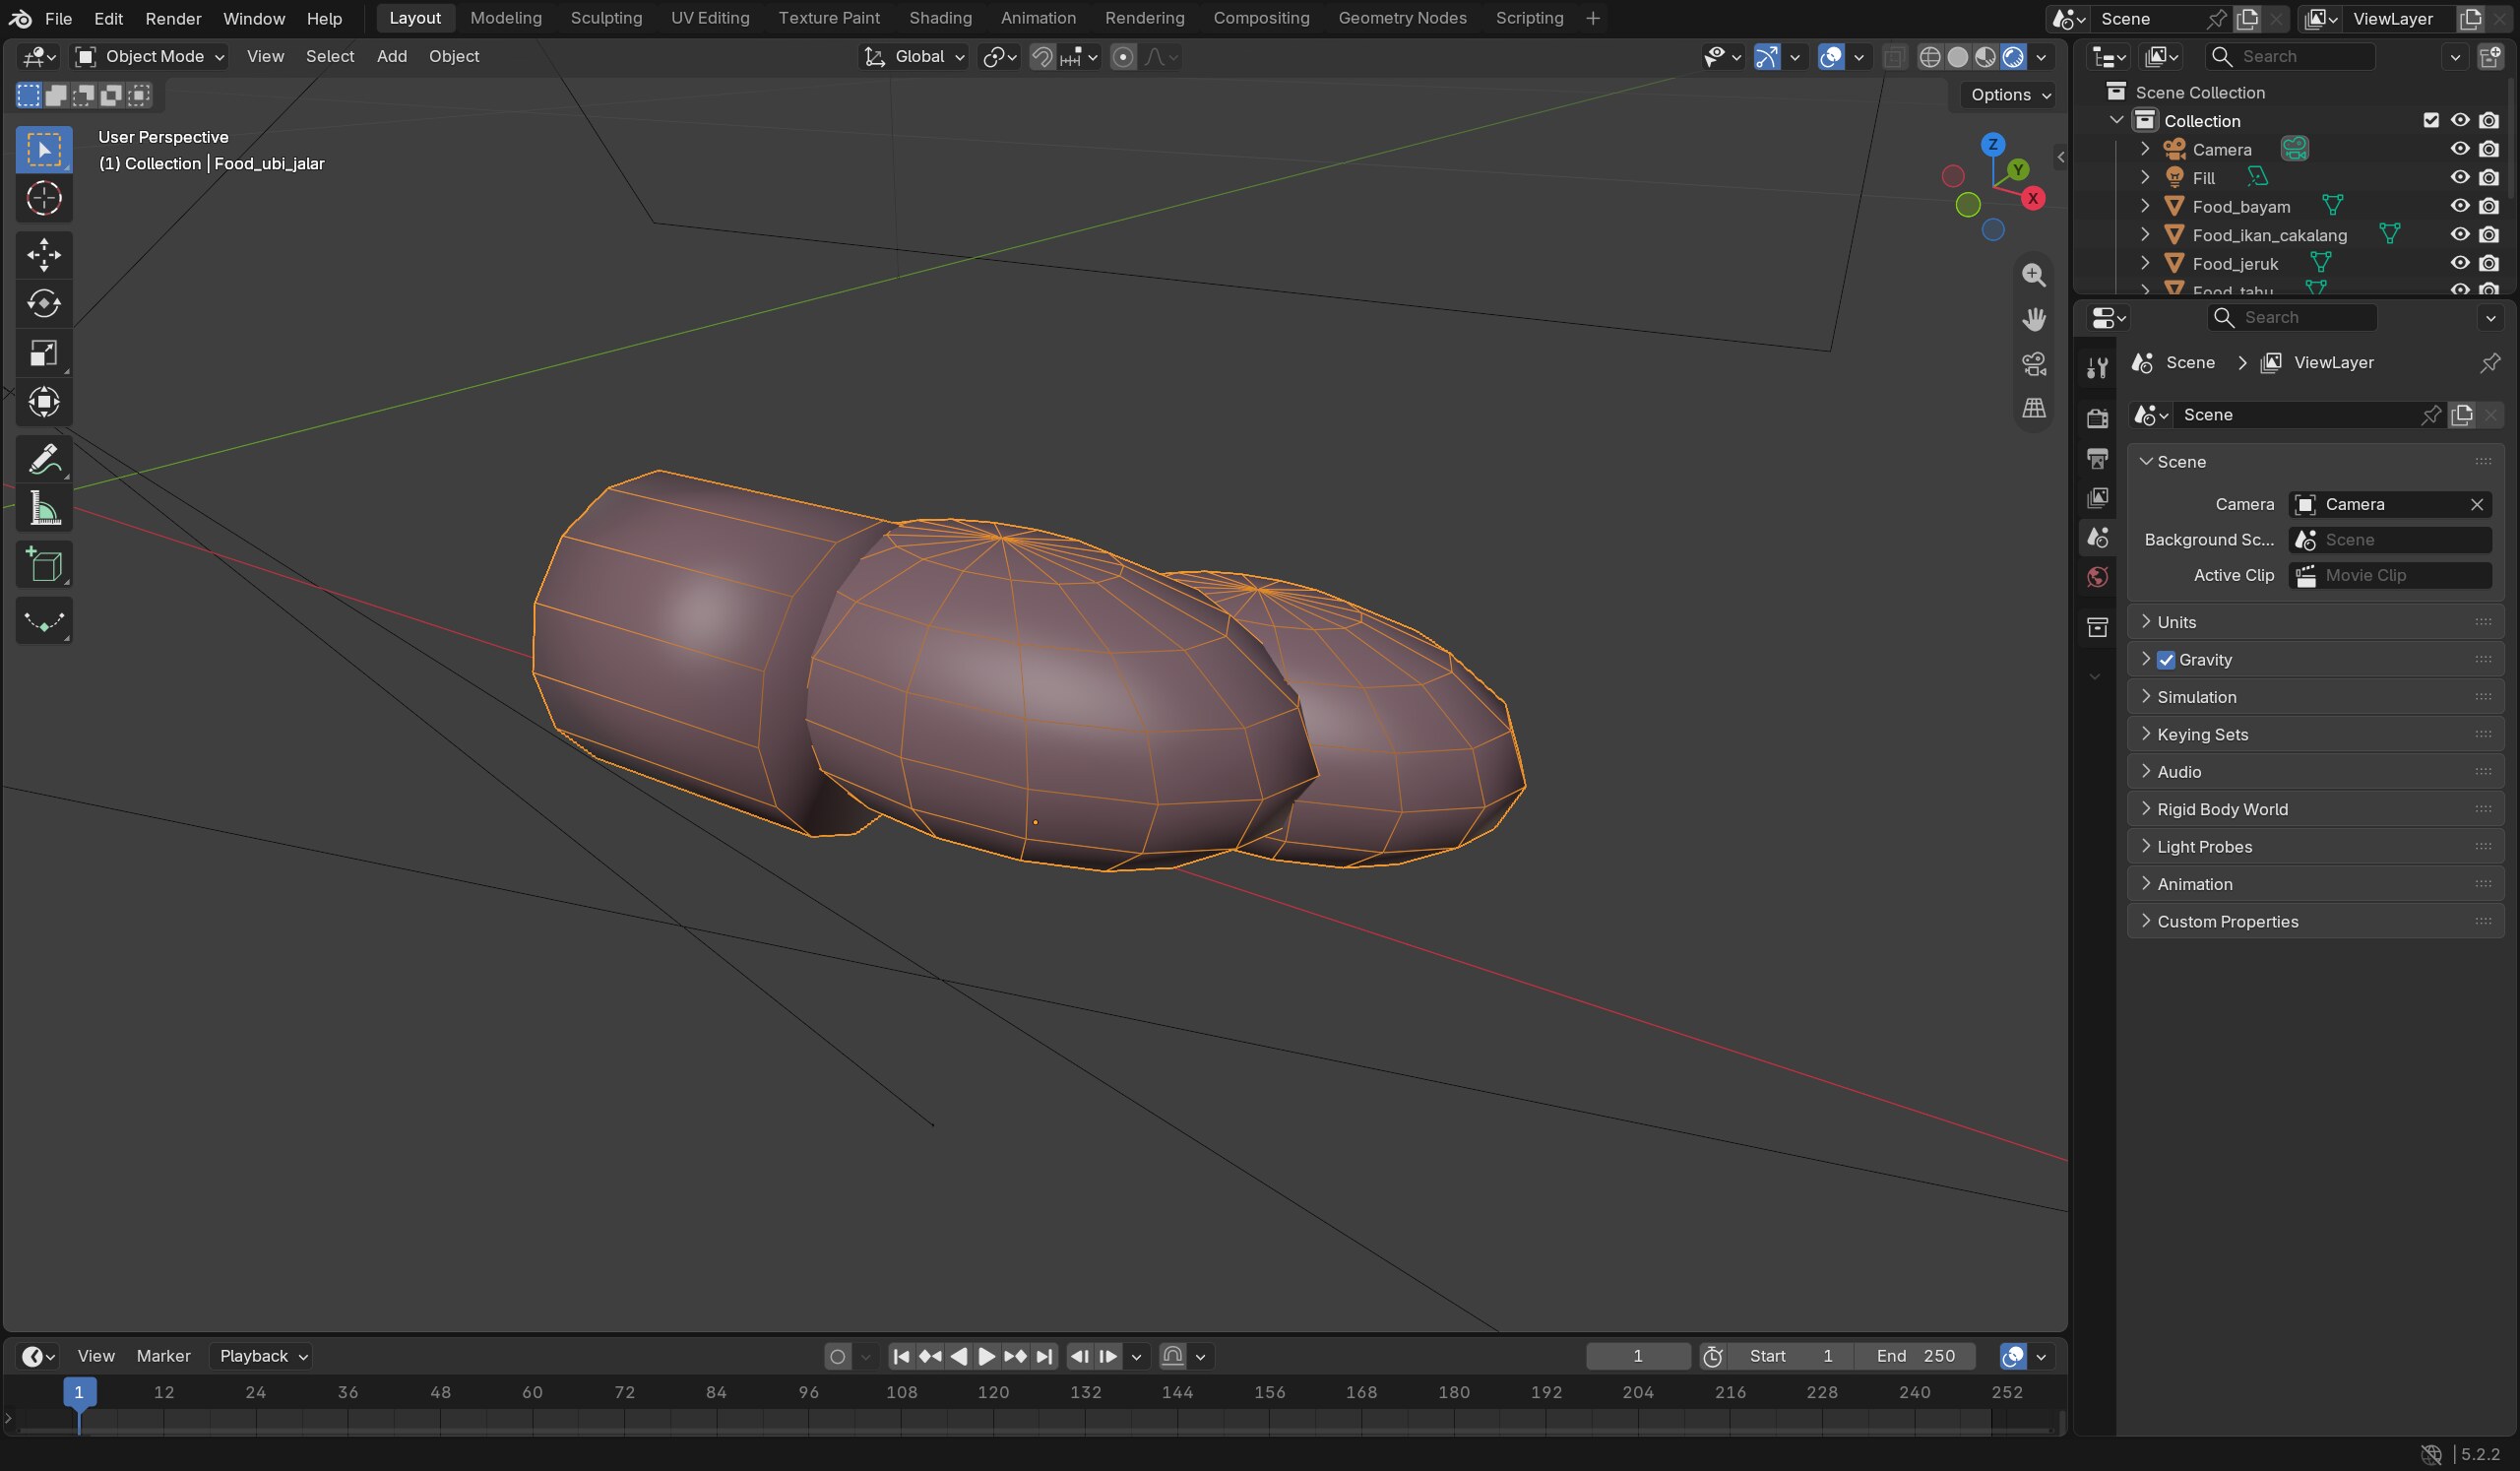 File Edit Render Window Help Layout Modeling Sculpting UV Editing Texture Paint Shading Animation Rendering Compositing Geometry Nodes Scripting + Scene ViewLayer
Object Mode View Select Add Object Global Search
Options
User Perspective
(1) Collection | Food_ubi_jalar
Z
Y
X
Scene Collection
Collection
Camera
Fill
Food_bayam
Food_ikan_cakalang
Food_jeruk
Food_tahu
Search
Scene > ViewLayer
Scene
Scene
Camera Camera
Background Sc... Scene
Active Clip Movie Clip
Units
Gravity
Simulation
Keying Sets
Audio
Rigid Body World
Light Probes
Animation
Custom Properties
View Marker Playback 1 Start 1 End 250
1 12 24 36 48 60 72 84 96 108 120 132 144 156 168 180 192 204 216 228 240 252
5.2.2